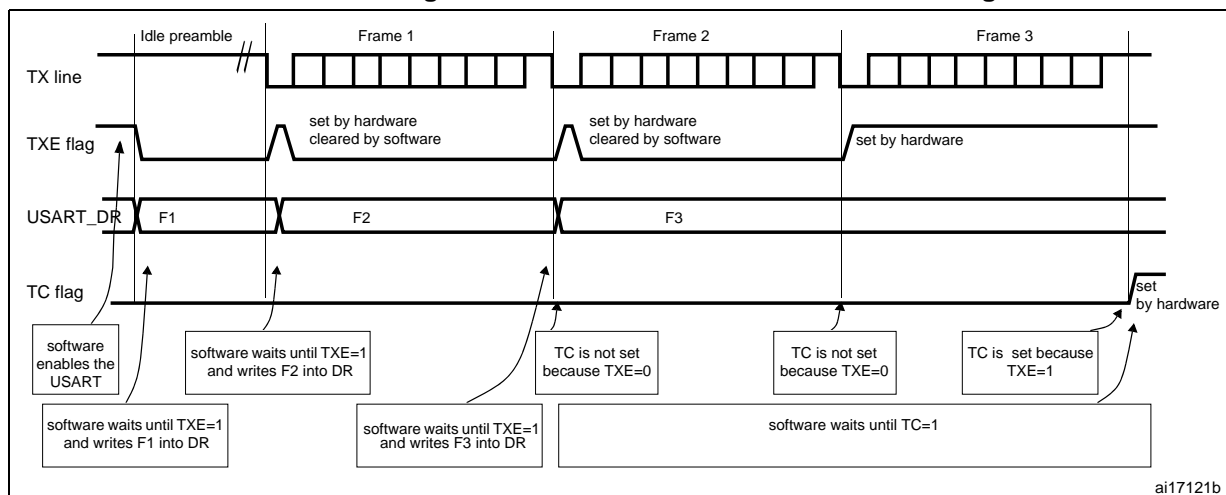 Idle preamble
Frame 1
Frame 2
Frame 3
TX line
TXE flag
set by hardware
cleared by software
set by hardware
cleared by software
set by hardware
USART_DR
F1
F2
F3
TC flag
set
by hardware
software
enables the
USART
software waits until TXE=1
and writes F2 into DR
TC is not set
because TXE=0
TC is not set
because TXE=0
TC is set because
TXE=1
software waits until TXE=1
and writes F1 into DR
software waits until TXE=1
and writes F3 into DR
software waits until TC=1
ai17121b